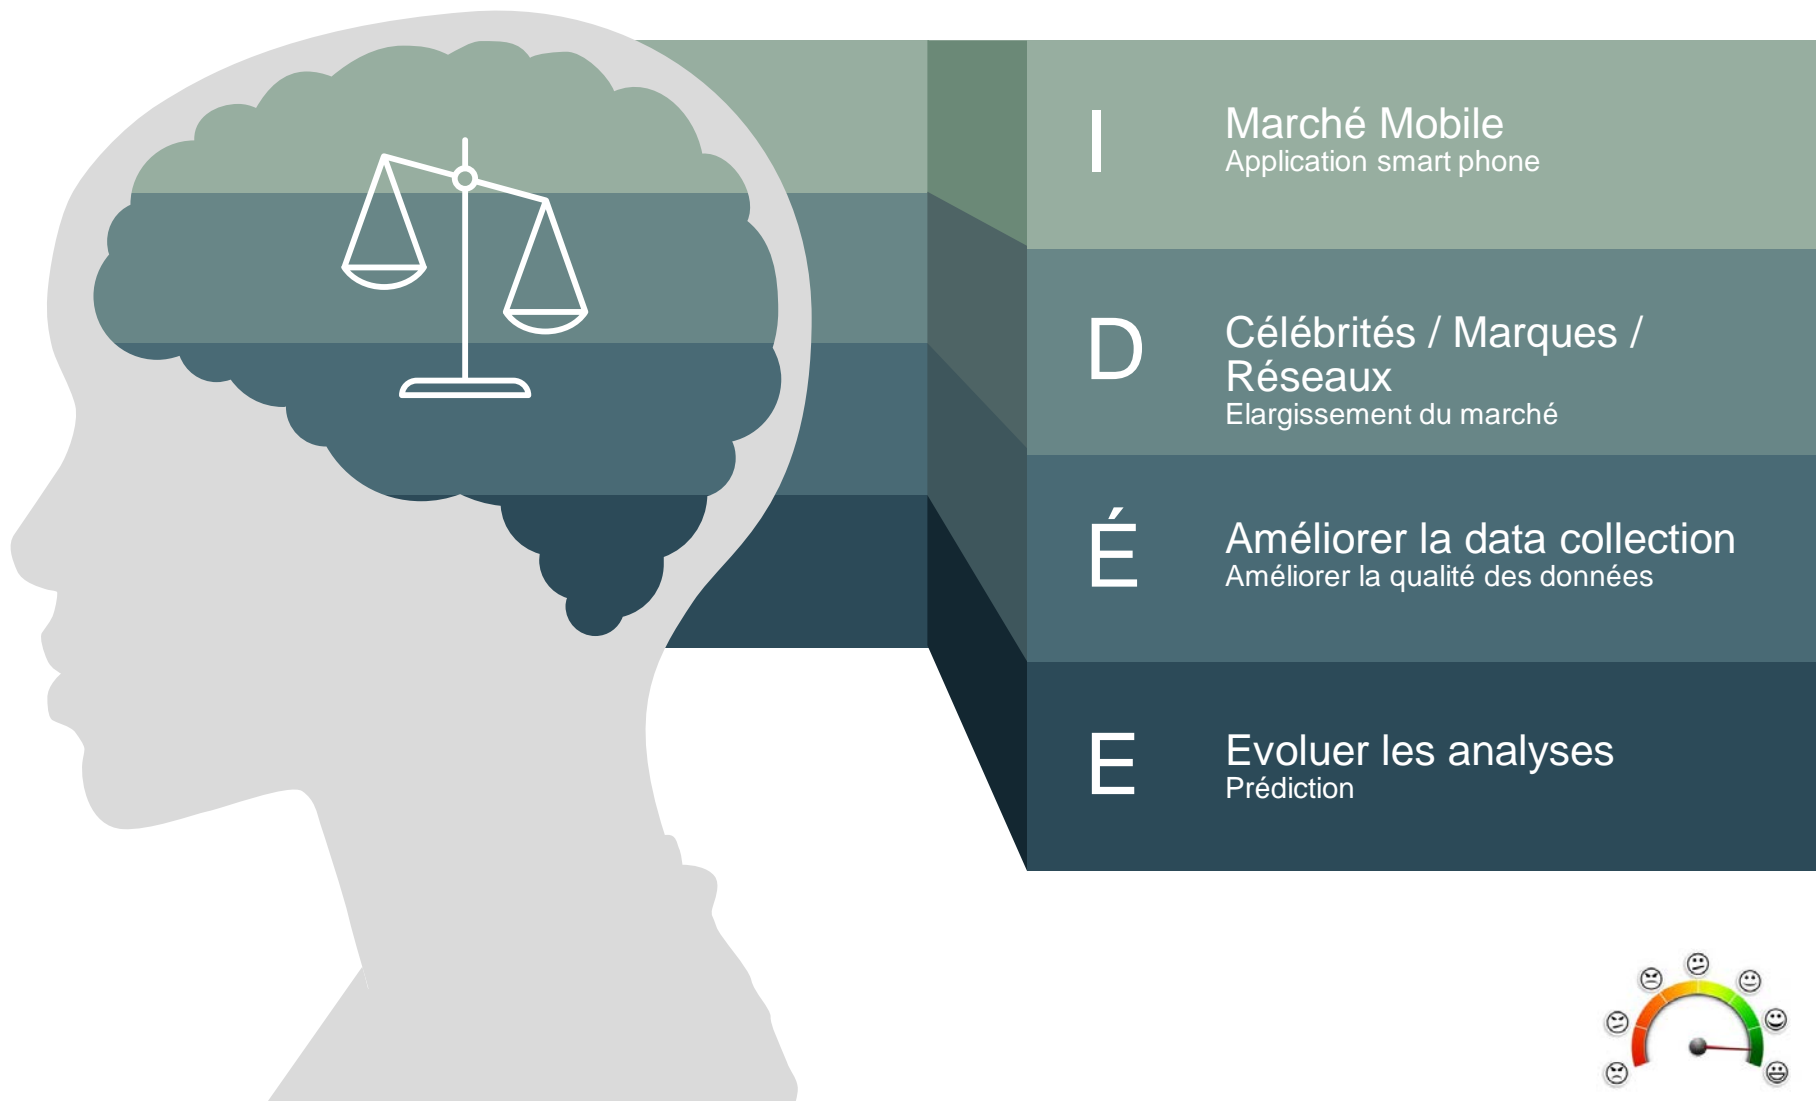 I
Marché Mobile
Application smart phone
D
Célébrités / Marques /
Réseaux
Elargissement du marché
É
Améliorer la data collection
Améliorer la qualité des données
E
Evoluer les analyses
Prédiction